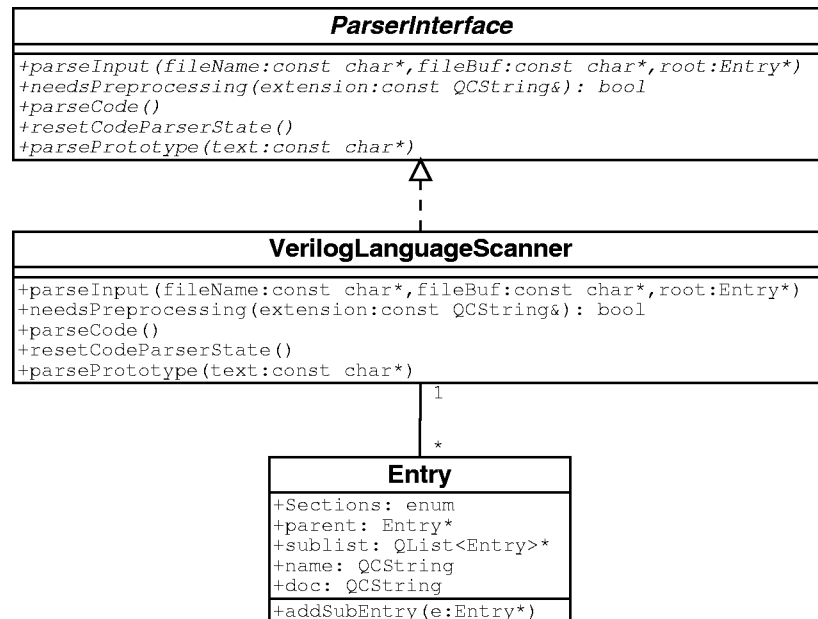 ParserInterface
+parseInput(fileName:const char*,fileBuf:const char*,root:Entry*)
+needsPreprocessing(extension:const QCString&): bool
+parseCode()
+resetCodeParserState()
+parsePrototype(text:const char*)
VerilogLanguageScanner
+parseInput(fileName:const char*,fileBuf:const char*,root:Entry*)
+needsPreprocessing(extension:const QCString&): bool
+parseCode()
+resetCodeParserState()
+parsePrototype(text:const char*)
1
*
Entry
+Sections: enum
+parent: Entry*
+sublist: QList<Entry>*
+name: QCString
+doc: QCString
+addSubEntry(e:Entry*)